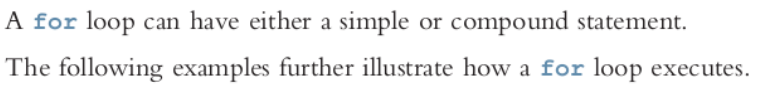 A for loop can have either a simple or compound statement.
The following examples further illustrate how a for loop executes.